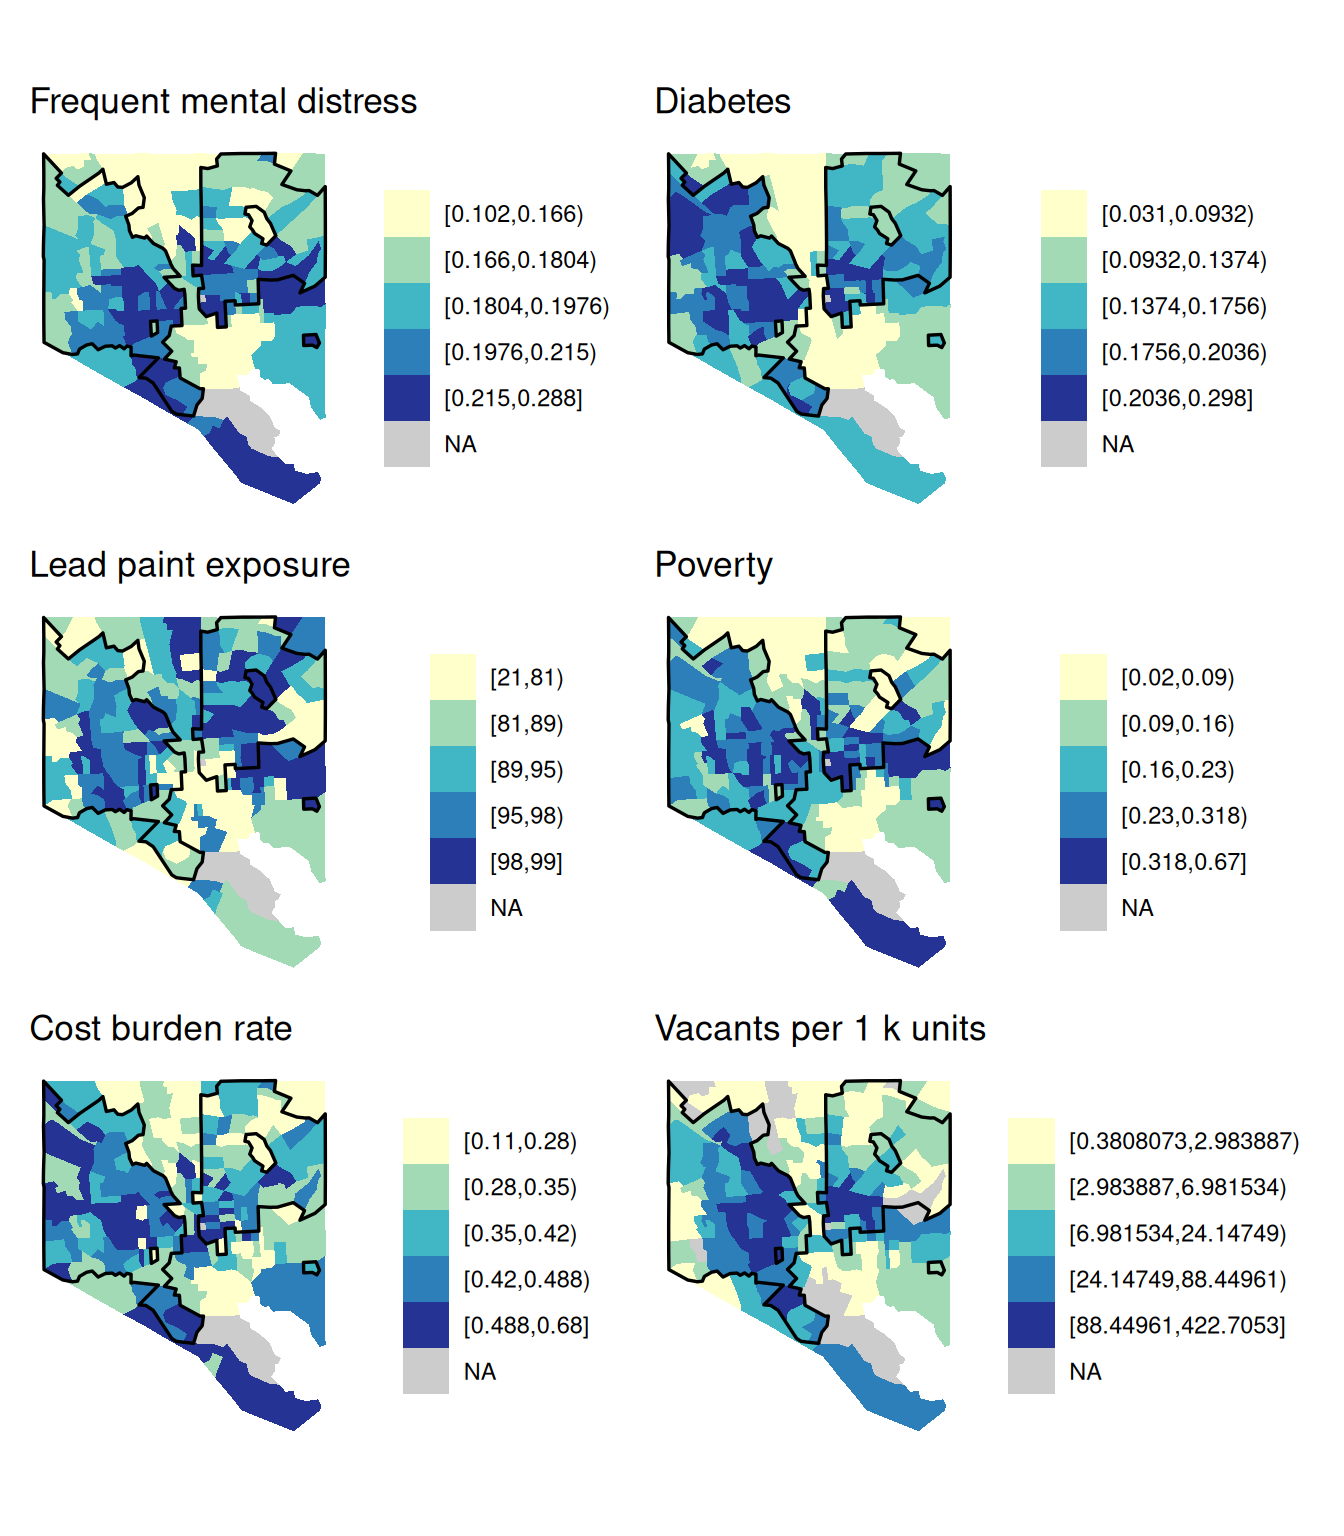 Frequent mental distress
[0.102,0.166)
[0.166,0.1804)
[0.1804,0.1976)
[0.1976,0.215)
[0.215,0.288]
NA
Diabetes
[0.031,0.0932)
[0.0932,0.1374)
[0.1374,0.1756)
[0.1756,0.2036)
[0.2036,0.298]
NA
Lead paint exposure
[21,81)
[81,89)
[89,95)
[95,98)
[98,99]
NA
Poverty
[0.02,0.09)
[0.09,0.16)
[0.16,0.23)
[0.23,0.318)
[0.318,0.67]
NA
Cost burden rate
[0.11,0.28)
[0.28,0.35)
[0.35,0.42)
[0.42,0.488)
[0.488,0.68]
NA
Vacants per 1 k units
[0.3808073,2.983887)
[2.983887,6.981534)
[6.981534,24.14749)
[24.14749,88.44961)
[88.44961,422.7053]
NA